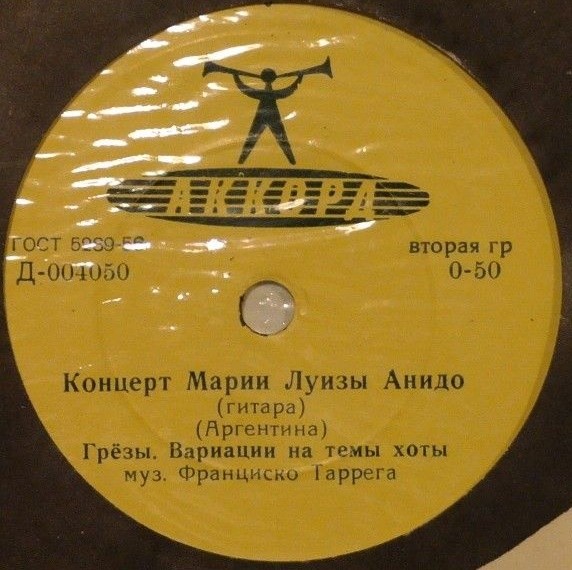 АККОРД
ГОСТ 5289-56
Д-004050
вторая гр
0-50
Концерт Марии Луизы Анидо
(гитара)
(Аргентина)
Грёзы. Вариации на темы хоты
муз. Франциско Таррега